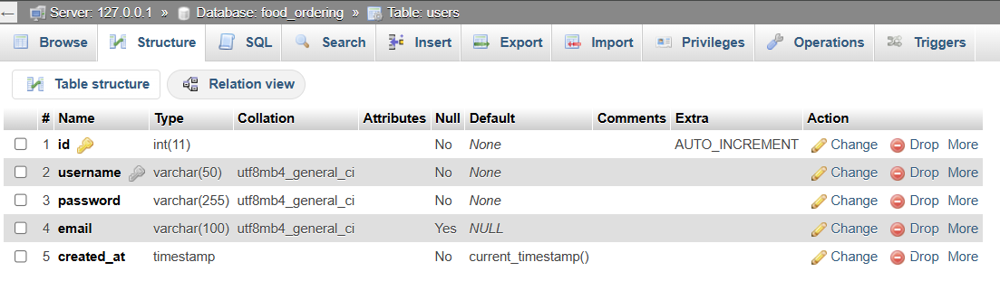 Server: 127.0.0.1 » Database: food_ordering » Table: users
Browse Structure SQL Search Insert Export Import Privileges Operations Triggers
Table structure Relation view
# Name Type Collation Attributes Null Default Comments Extra Action
1 id int(11) No None AUTO_INCREMENT Change Drop More
2 username varchar(50) utf8mb4_general_ci No None Change Drop More
3 password varchar(255) utf8mb4_general_ci No None Change Drop More
4 email varchar(100) utf8mb4_general_ci Yes NULL Change Drop More
5 created_at timestamp No current_timestamp() Change Drop More